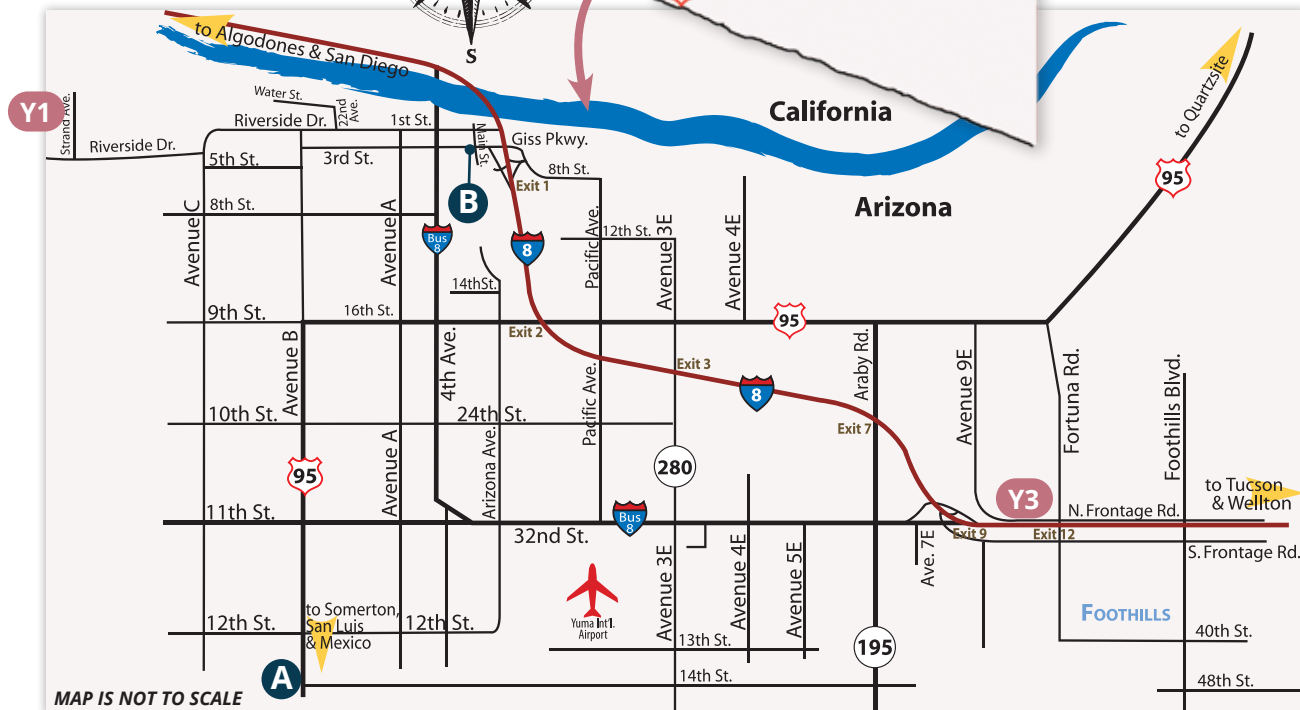 S
to Algodones & San Diego
California
to Quartzsite
Y1
Strand Ave.
Water St.
22nd
Ave.
Riverside Dr.
1st St.
Main St.
Giss Pkwy.
Riverside Dr.
5th St.
3rd St.
8th St.
95
Exit 1
B
Arizona
8th St.
Avenue C
Avenue A
Bus
8
8
Pacific Ave.
12th St.
Avenue 3E
Avenue 4E
14th St.
9th St.
16th St.
Exit 2
95
Avenue B
4th Ave.
Exit 3
Araby Rd.
Avenue 9E
Fortuna Rd.
Foothills Blvd.
8
10th St.
24th St.
Pacific Ave.
Exit 7
95
Avenue A
Arizona Ave.
280
Y3
to Tucson
& Wellton
11th St.
Bus
8
N. Frontage Rd.
32nd St.
Exit 9
Exit 12
S. Frontage Rd.
Avenue 3E
Avenue 4E
Avenue 5E
Ave. 7E
to Somerton,
San Luis
& Mexico
12th St.
12th St.
Yuma Int'l.
Airport
13th St.
195
FOOTHILLS
40th St.
A
14th St.
48th St.
MAP IS NOT TO SCALE